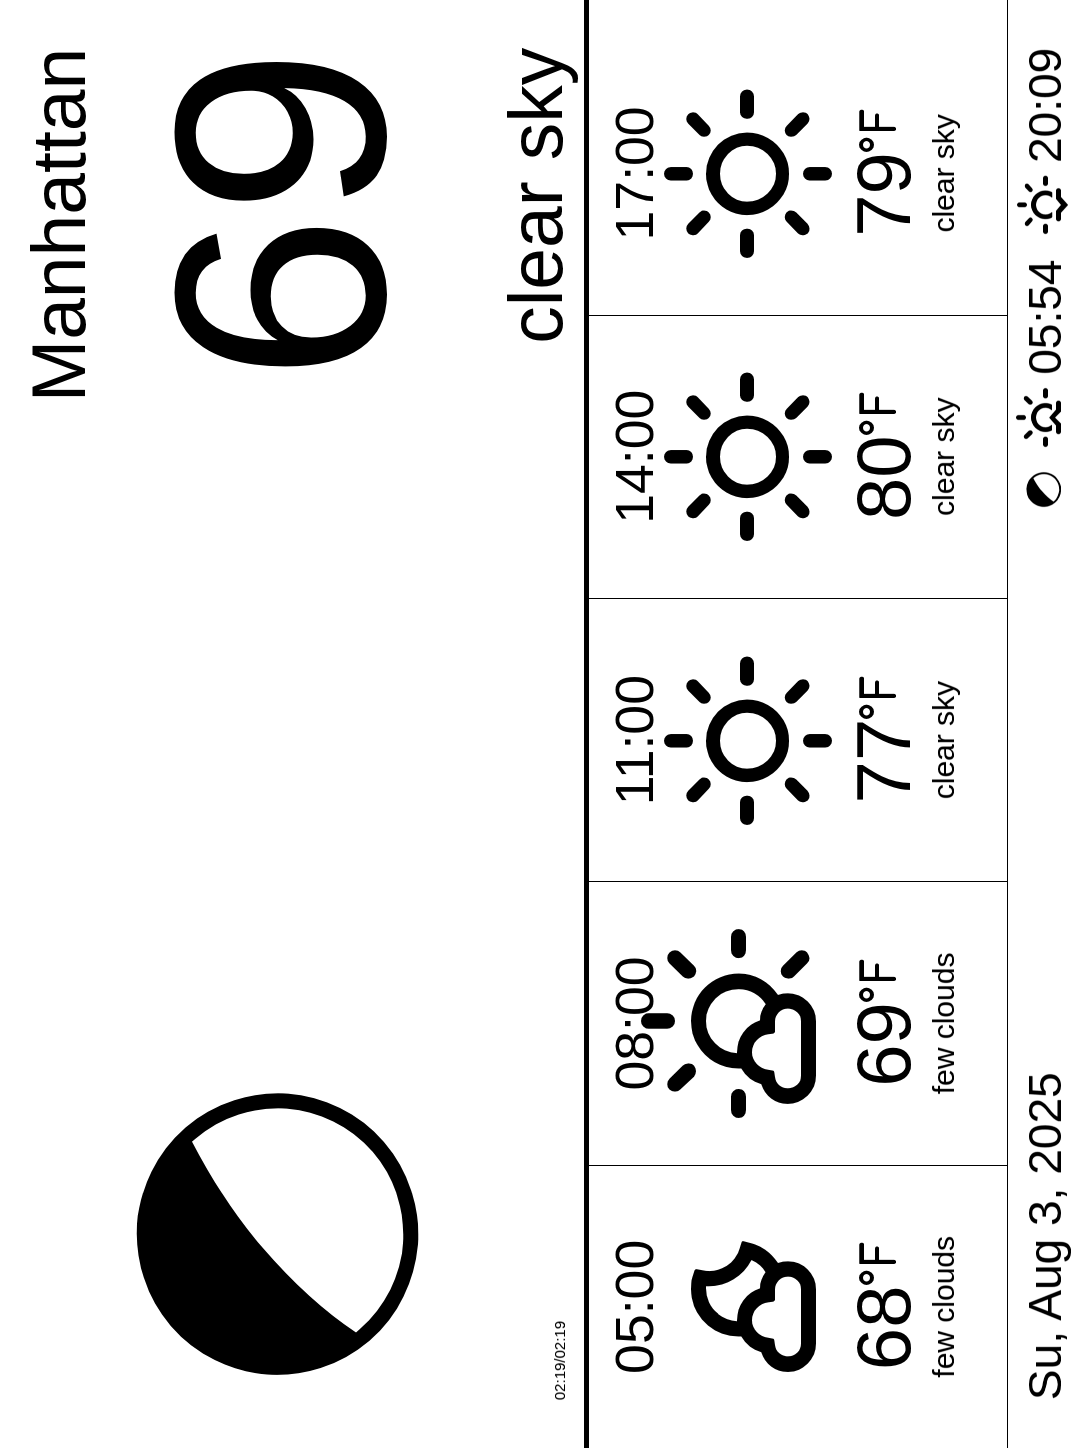 Manhattan
69
clear sky
02:19/02:19
05:00
68°F
few clouds
08:00
69°F
few clouds
11:00
77°F
clear sky
14:00
80°F
clear sky
17:00
79°F
clear sky
Su, Aug 3, 2025
05:54
20:09